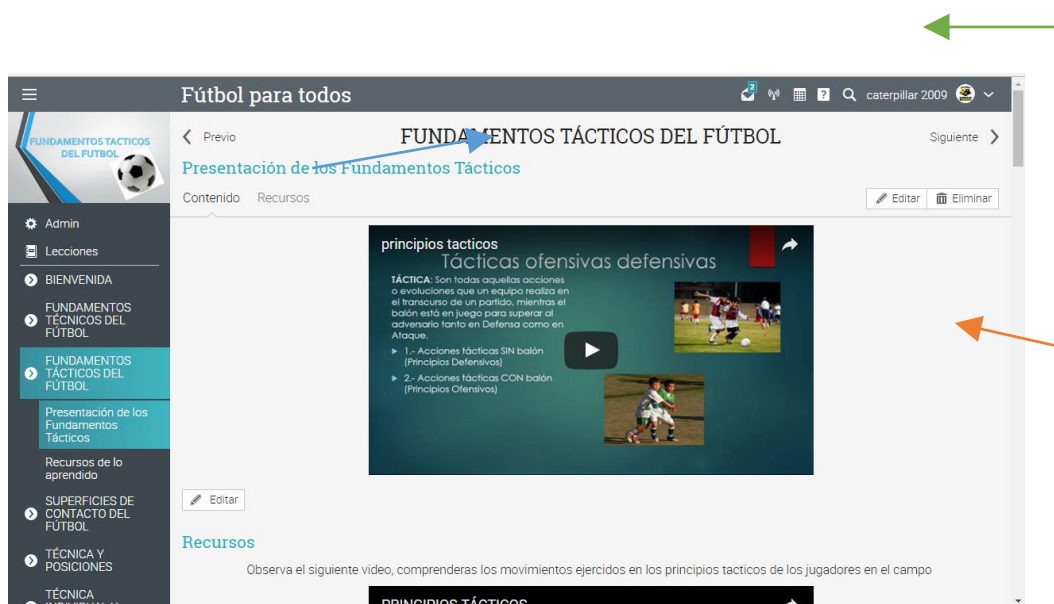 Fútbol para todos
2
?
caterpillar 2009
FUNDAMENTOS TACTICOS
DEL FUTBOL
Admin
Lecciones
BIENVENIDA
FUNDAMENTOS
TÉCNICOS DEL
FÚTBOL
FUNDAMENTOS
TÁCTICOS DEL
FÚTBOL
Presentación de los
Fundamentos
Tácticos
Recursos de lo
aprendido
SUPERFICIES DE
CONTACTO DEL
FÚTBOL
TÉCNICA Y
POSICIONES
TÉCNICA
Previo
FUNDAMENTOS TÁCTICOS DEL FÚTBOL
Siguiente
Presentación de los Fundamentos Tácticos
Contenido Recursos
Editar Eliminar
principios tacticos
Tácticas ofensivas defensivas
TÁCTICA: Son todas aquellas acciones
o evoluciones que un equipo realiza en
el transcurso de un partido, mientras el
balón está en juego para superar al
adversario tanto en Defensa como en
Ataque.
1.- Acciones tácticas SIN balón
(Principios Defensivos)
2.- Acciones tácticas CON balón
(Principios Ofensivos)
Editar
Recursos
Observa el siguiente video, comprenderas los movimientos ejercidos en los principios tacticos de los jugadores en el campo
PRINCIPIOS TÁCTICOS